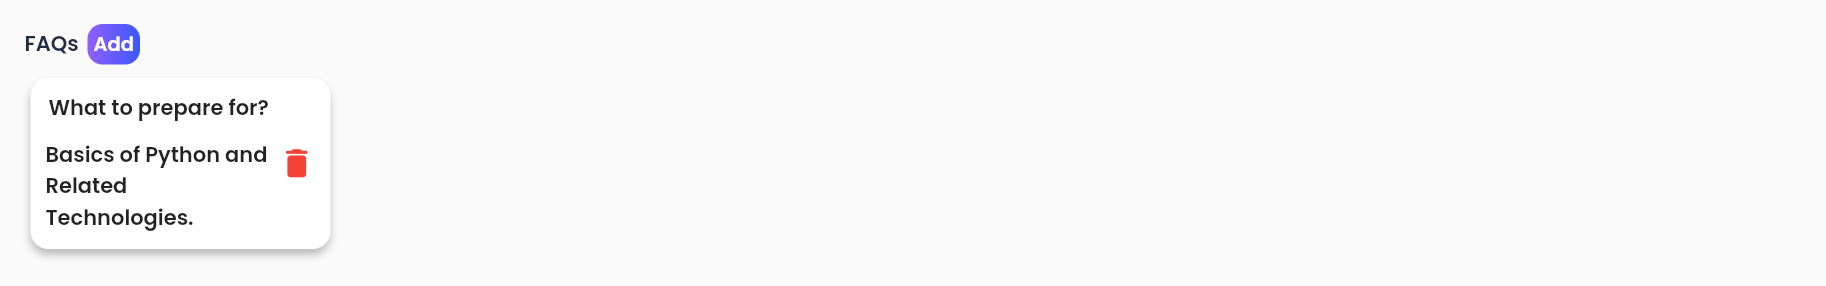 FAQs Add
What to prepare for?
Basics of Python and
Related
Technologies.